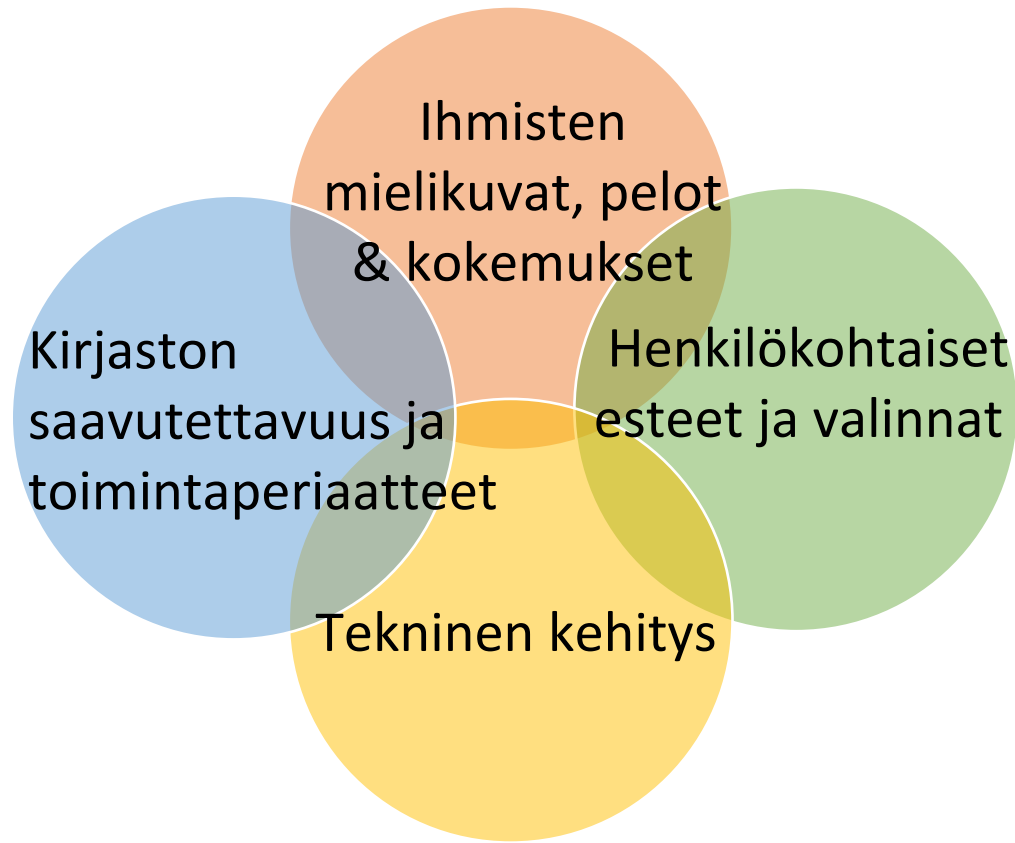 Ihmisten
mielikuvat, pelot
& kokemukset
Kirjaston
saavutettavuus ja
toimintaperiaatteet
Henkilökohtaiset
esteet ja valinnat
Tekninen kehitys